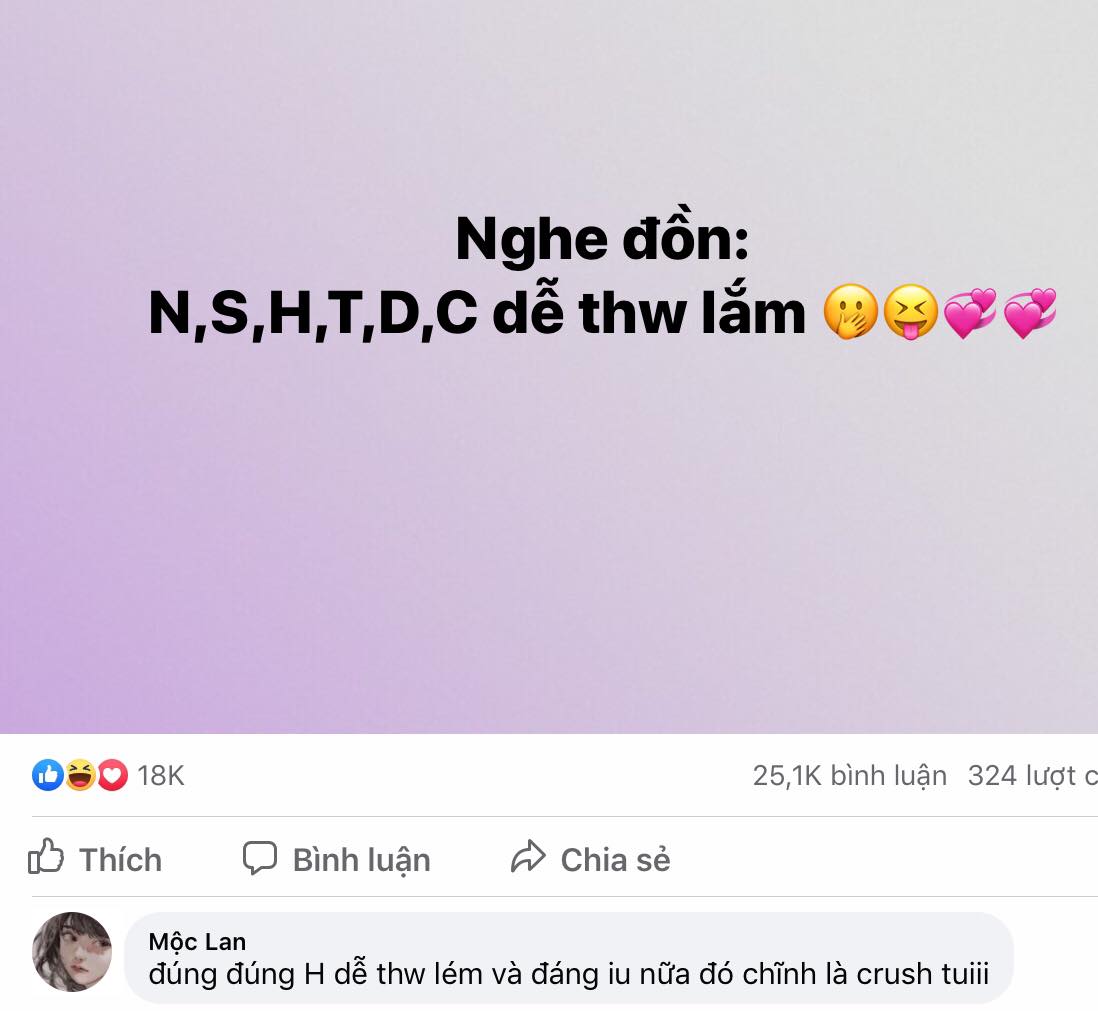 Nghe đồn:
N,S,H,T,D,C dễ thw lắm 🤭😝💞💞
18K
25,1K bình luận 324 lượt c
Thích
Bình luận
Chia sẻ
Mộc Lan
đúng đúng H dễ thw lém và đáng iu nữa đó chĩnh là crush tuiii